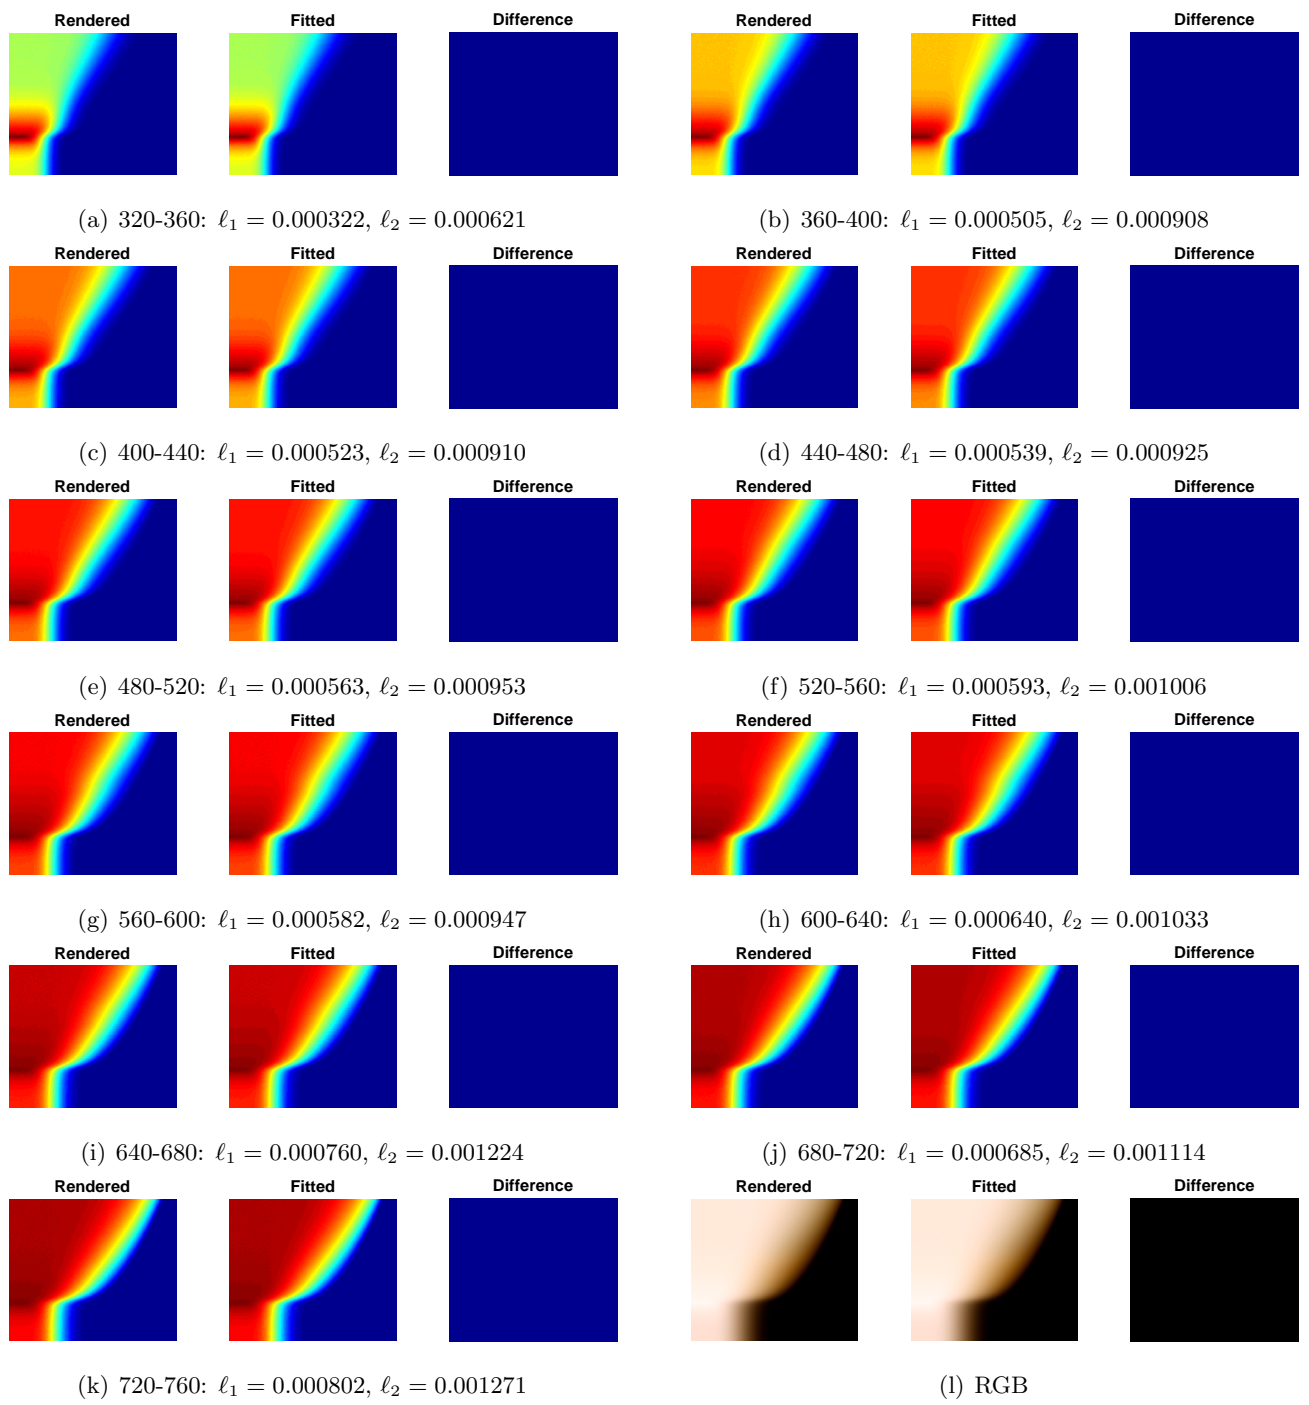 Rendered Fitted Difference Rendered Fitted Difference
(a) 320-360: ℓ1 = 0.000322, ℓ2 = 0.000621 (b) 360-400: ℓ1 = 0.000505, ℓ2 = 0.000908
Rendered Fitted Difference Rendered Fitted Difference
(c) 400-440: ℓ1 = 0.000523, ℓ2 = 0.000910 (d) 440-480: ℓ1 = 0.000539, ℓ2 = 0.000925
Rendered Fitted Difference Rendered Fitted Difference
(e) 480-520: ℓ1 = 0.000563, ℓ2 = 0.000953 (f) 520-560: ℓ1 = 0.000593, ℓ2 = 0.001006
Rendered Fitted Difference Rendered Fitted Difference
(g) 560-600: ℓ1 = 0.000582, ℓ2 = 0.000947 (h) 600-640: ℓ1 = 0.000640, ℓ2 = 0.001033
Rendered Fitted Difference Rendered Fitted Difference
(i) 640-680: ℓ1 = 0.000760, ℓ2 = 0.001224 (j) 680-720: ℓ1 = 0.000685, ℓ2 = 0.001114
Rendered Fitted Difference Rendered Fitted Difference
(k) 720-760: ℓ1 = 0.000802, ℓ2 = 0.001271 (l) RGB